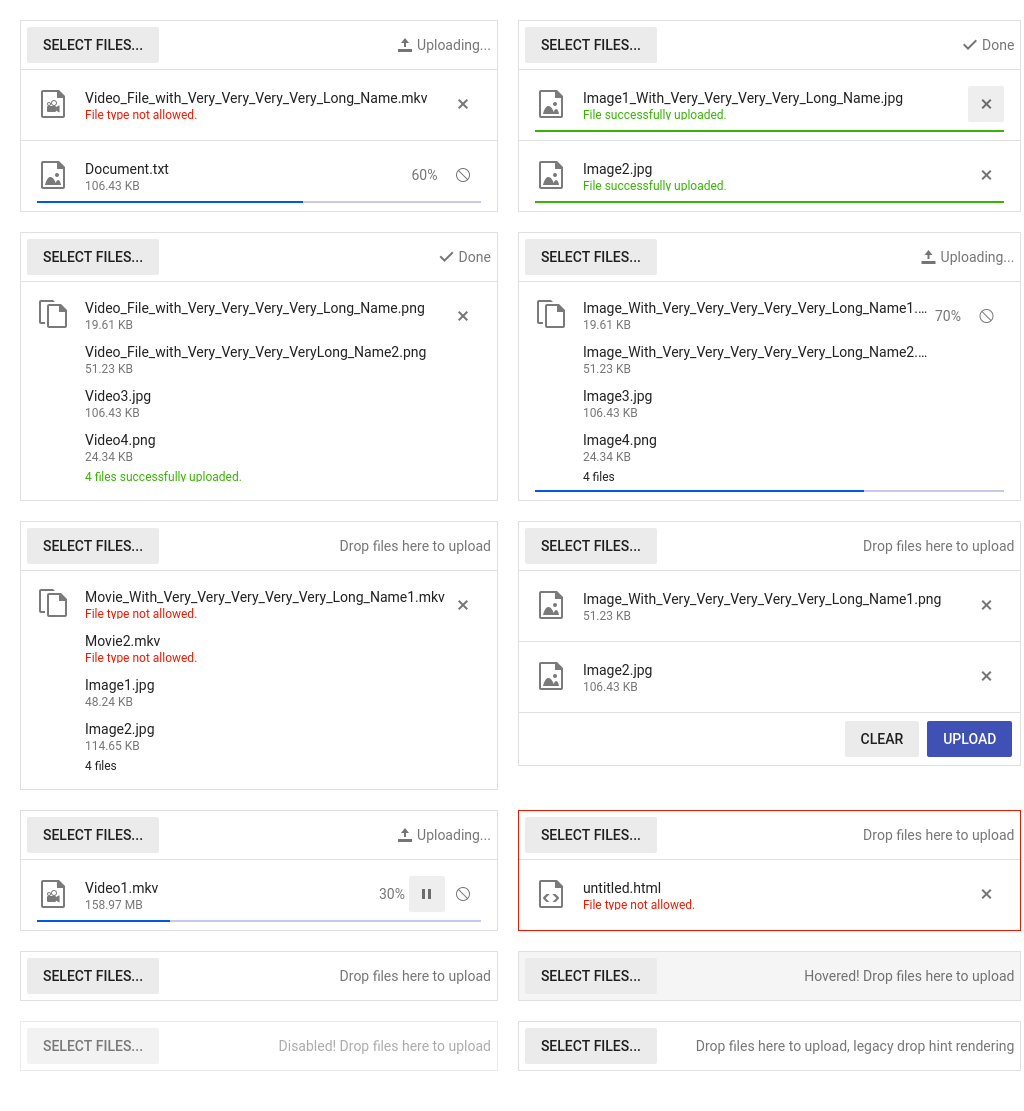 SELECT FILES...
Uploading...
Video_File_with_Very_Very_Very_Very_Long_Name.mkv
File type not allowed.
Document.txt
106.43 KB
60%
SELECT FILES...
Done
Image1_With_Very_Very_Very_Very_Long_Name.jpg
File successfully uploaded.
Image2.jpg
File successfully uploaded.
SELECT FILES...
Done
Video_File_with_Very_Very_Very_Very_Long_Name.png
19.61 KB
Video_File_with_Very_Very_Very_VeryLong_Name2.png
51.23 KB
Video3.jpg
106.43 KB
Video4.png
24.34 KB
4 files successfully uploaded.
SELECT FILES...
Uploading...
Image_With_Very_Very_Very_Very_Very_Long_Name1....
19.61 KB
70%
Image_With_Very_Very_Very_Very_Very_Long_Name2....
51.23 KB
Image3.jpg
106.43 KB
Image4.png
24.34 KB
4 files
SELECT FILES...
Drop files here to upload
Movie_With_Very_Very_Very_Very_Very_Long_Name1.mkv
File type not allowed.
Movie2.mkv
File type not allowed.
Image1.jpg
48.24 KB
Image2.jpg
114.65 KB
4 files
SELECT FILES...
Drop files here to upload
Image_With_Very_Very_Very_Very_Very_Long_Name1.png
51.23 KB
Image2.jpg
106.43 KB
CLEAR
UPLOAD
SELECT FILES...
Uploading...
Video1.mkv
158.97 MB
30%
SELECT FILES...
Drop files here to upload
untitled.html
File type not allowed.
SELECT FILES...
Drop files here to upload
SELECT FILES...
Hovered! Drop files here to upload
SELECT FILES...
Disabled! Drop files here to upload
SELECT FILES...
Drop files here to upload, legacy drop hint rendering